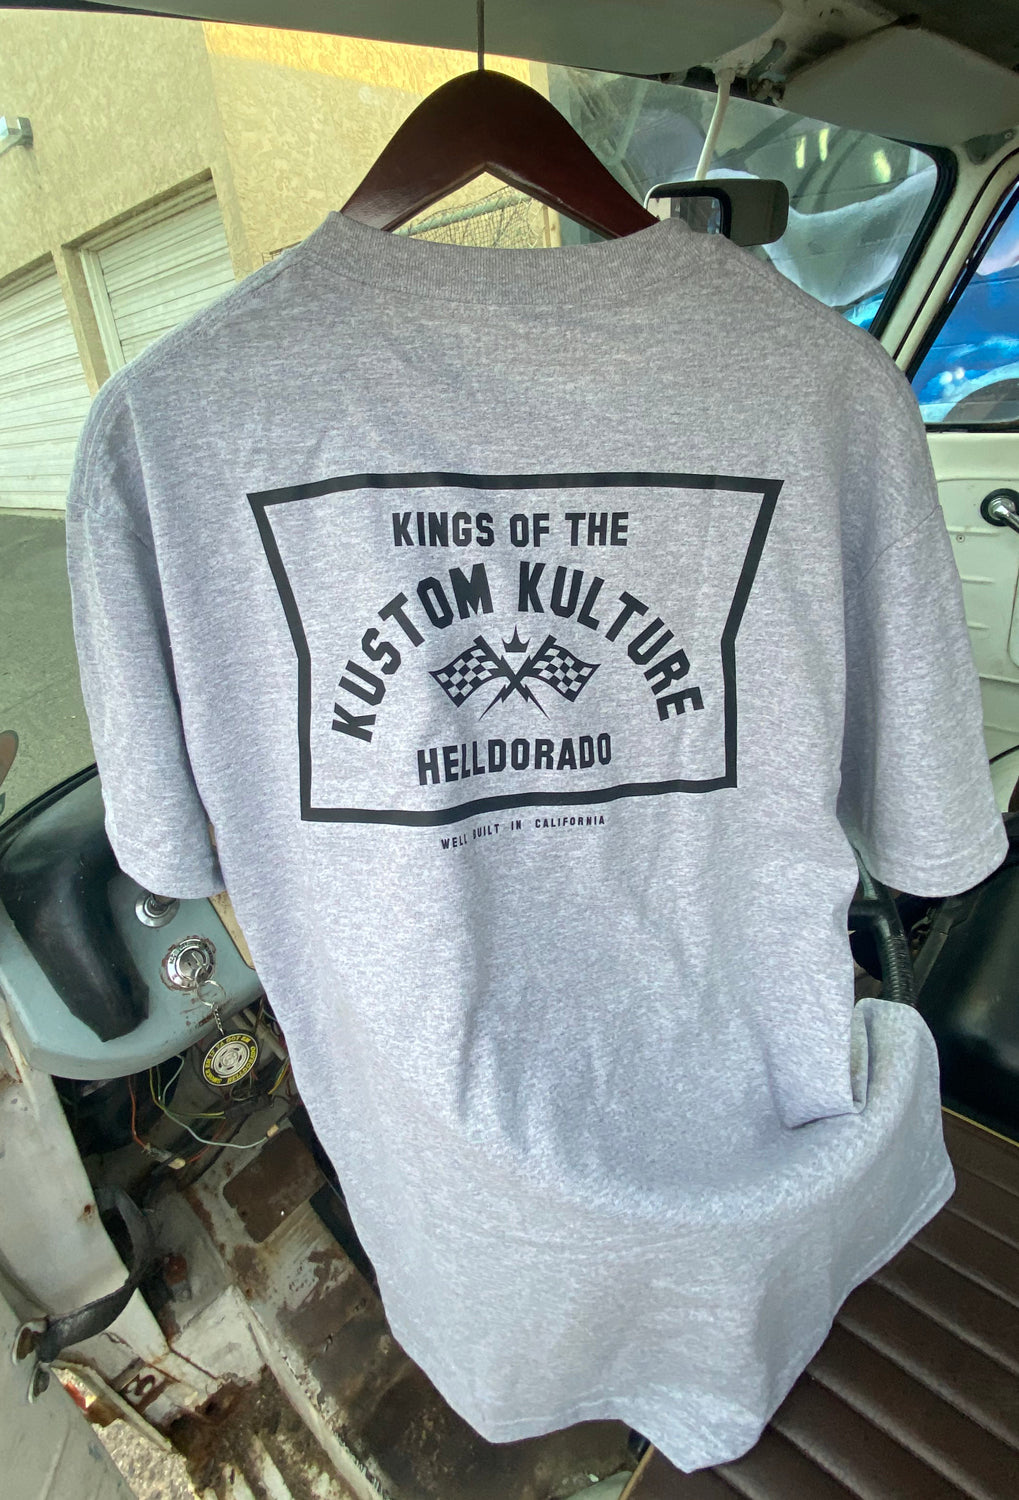 KINGS OF THE
KUSTOM KULTURE
HELLDORADO
WELL BUILT IN CALIFORNIA